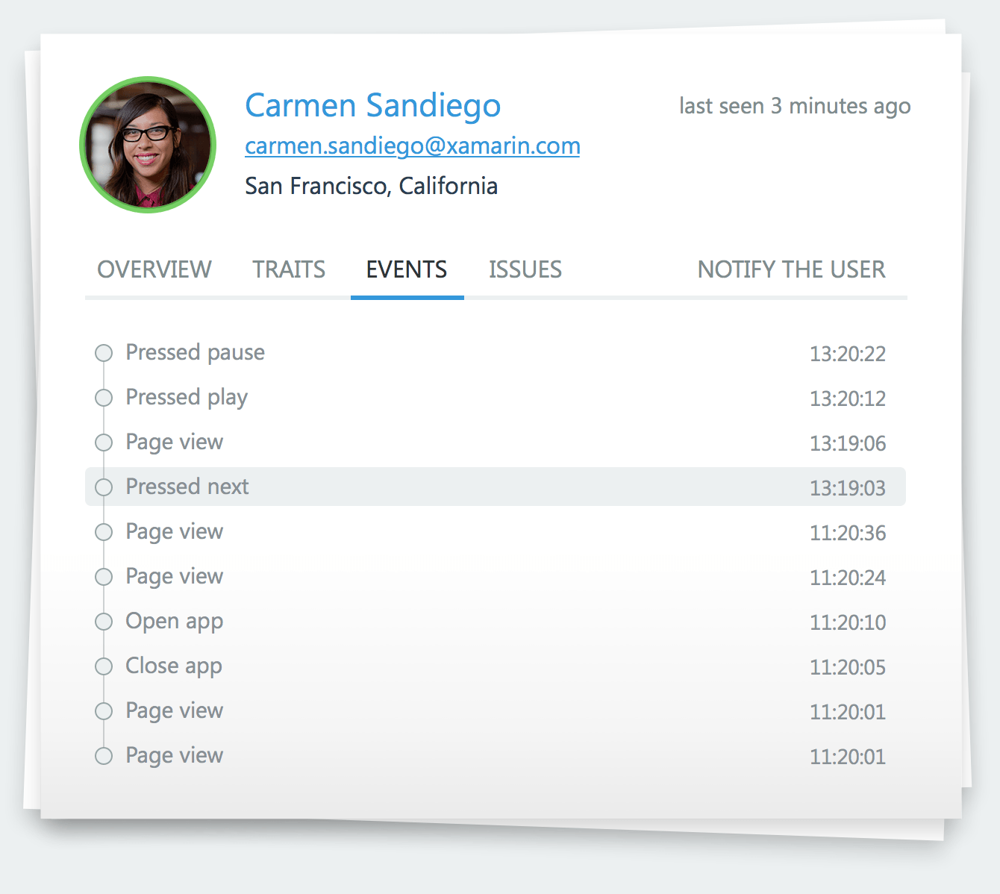 Carmen Sandiego
last seen 3 minutes ago
carmen.sandiego@xamarin.com
San Francisco, California
OVERVIEW TRAITS EVENTS ISSUES NOTIFY THE USER
Pressed pause 13:20:22
Pressed play 13:20:12
Page view 13:19:06
Pressed next 13:19:03
Page view 11:20:36
Page view 11:20:24
Open app 11:20:10
Close app 11:20:05
Page view 11:20:01
Page view 11:20:01